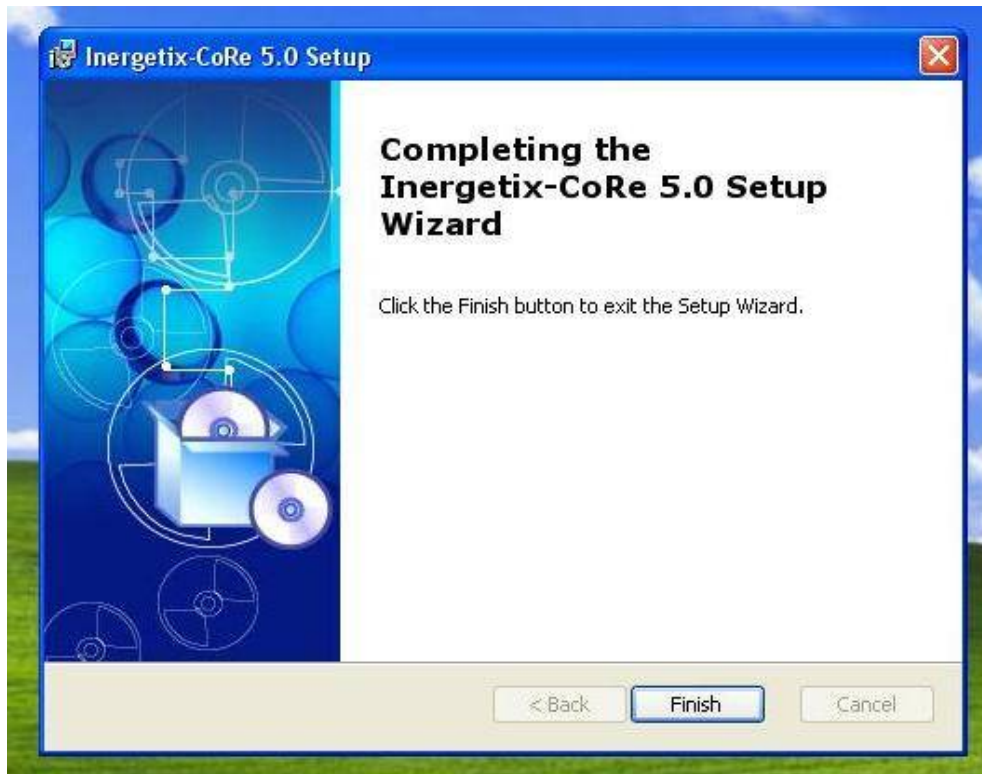 Inergetix-CoRe 5.0 Setup
Completing the
Inergetix-CoRe 5.0 Setup
Wizard
Click the Finish button to exit the Setup Wizard.
< Back
Finish
Cancel